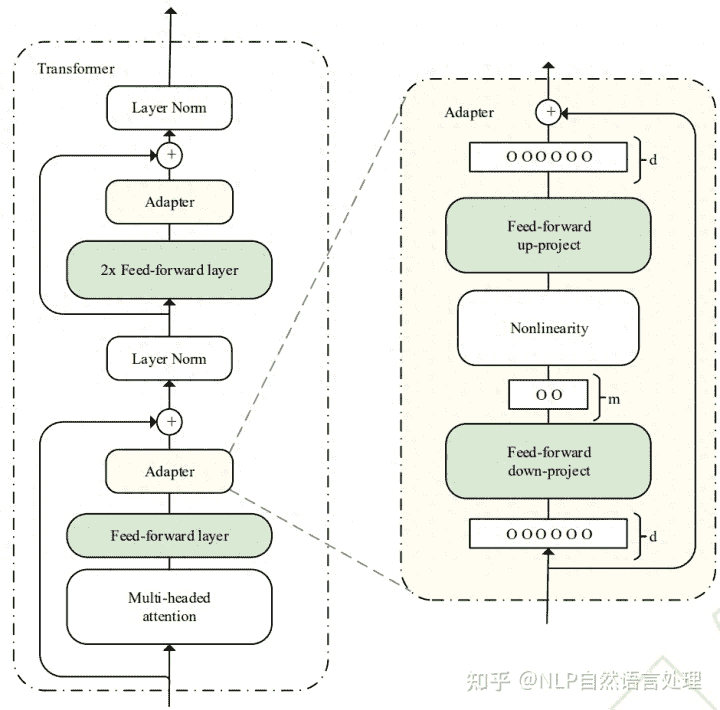 Transformer
Layer Norm
+
Adapter
2x Feed-forward layer
Layer Norm
+
Adapter
Feed-forward layer
Multi-headed
attention
Adapter
+
O O O O O O
d
Feed-forward
up-project
Nonlinearity
O O
m
Feed-forward
down-project
O O O O O O
d
知乎 @NLP自然语言处理